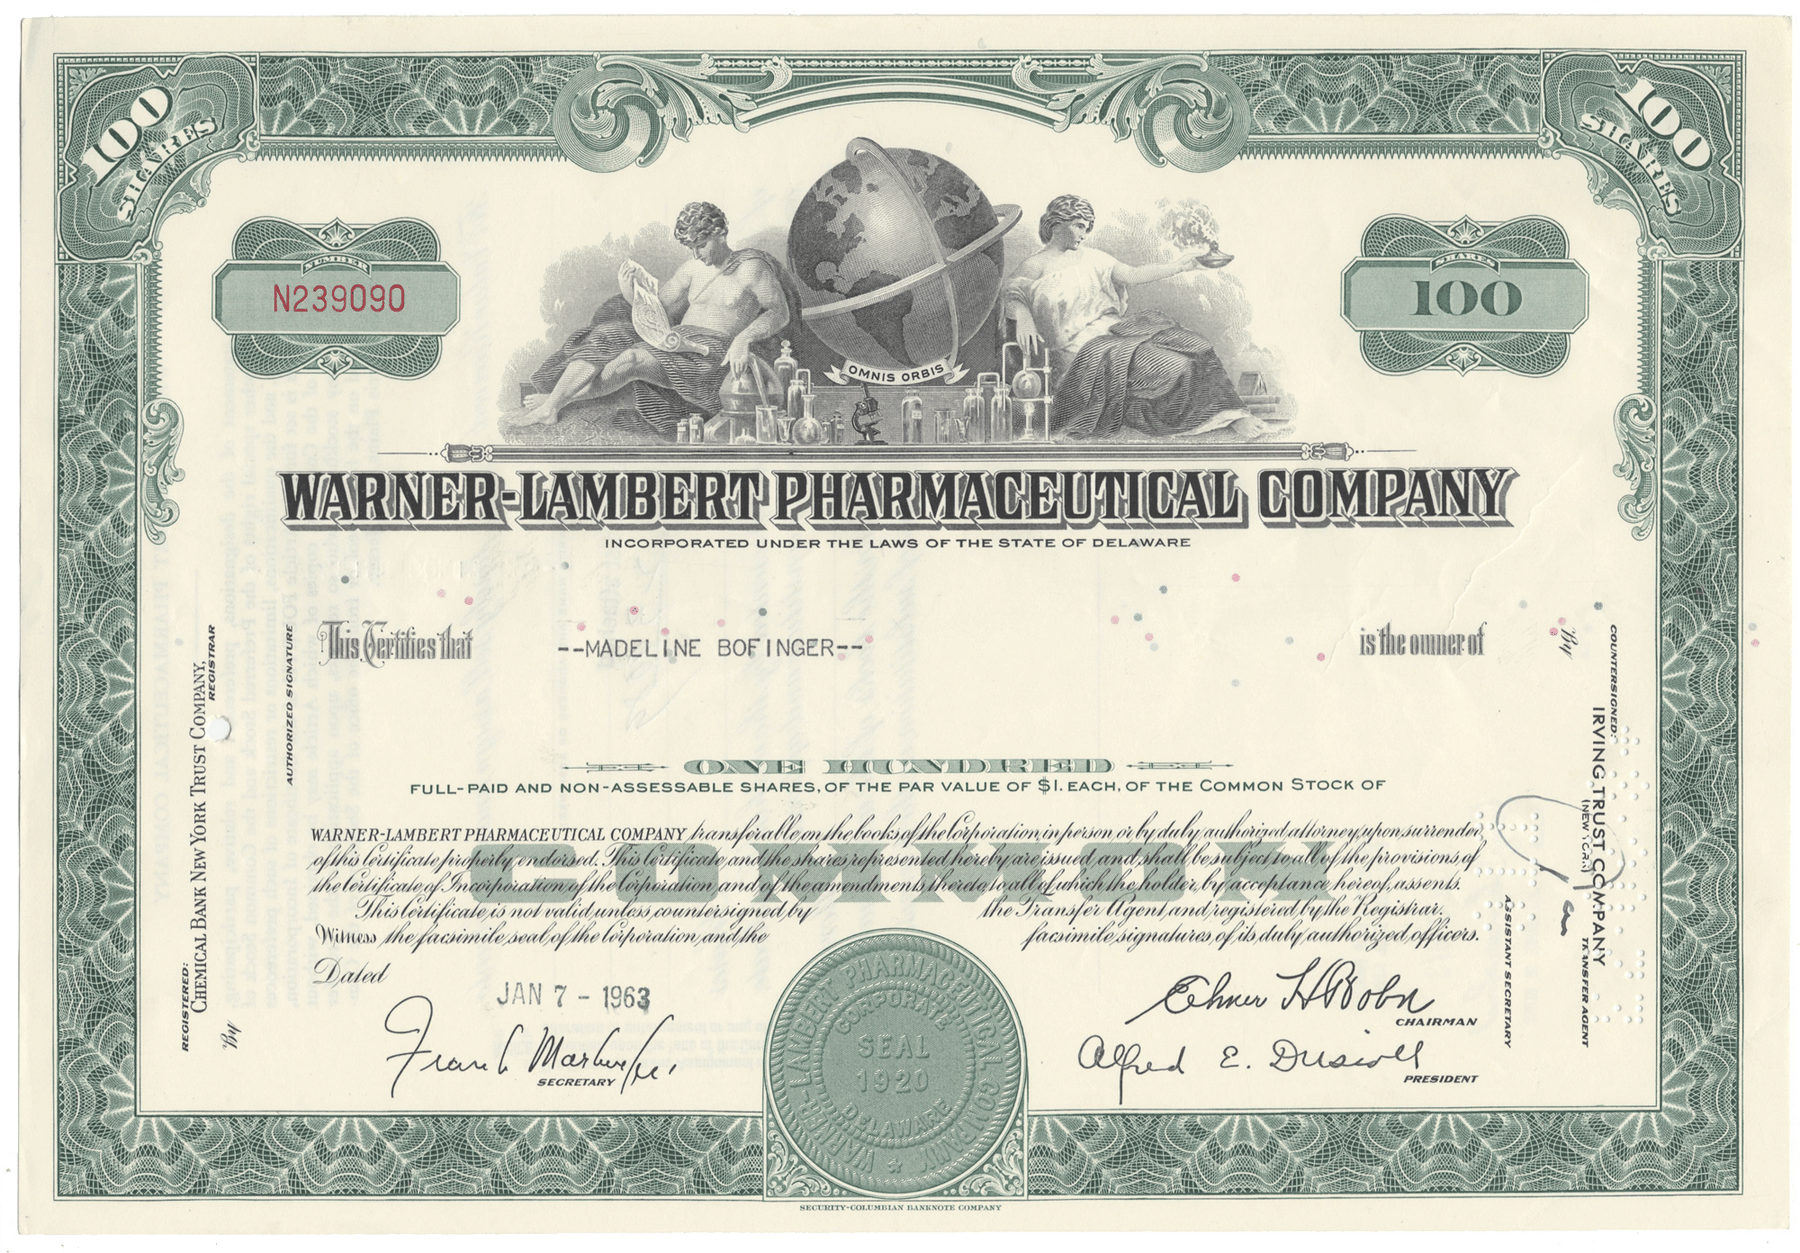 100
SHARES
100
SHARES
NUMBER
N239090
SHARES
100
OMNIS ORBIS
WARNER-LAMBERT PHARMACEUTICAL COMPANY
INCORPORATED UNDER THE LAWS OF THE STATE OF DELAWARE
This Certifies that --MADELINE BOFINGER-- is the owner of
ONE HUNDRED
FULL-PAID AND NON-ASSESSABLE SHARES, OF THE PAR VALUE OF $1. EACH, OF THE COMMON STOCK OF
COMMON
WARNER-LAMBERT PHARMACEUTICAL COMPANY transferable on the books of the Corporation, in person, or by duly authorized attorney, upon surrender
of this Certificate properly endorsed. This Certificate and the shares represented hereby are issued, and shall be subject to all of the provisions of
the Certificate of Incorporation of the Corporation and of the amendments thereto, to all of which the holder, by acceptance hereof, assents.
This Certificate is not valid unless countersigned by the Transfer Agent and registered by the Registrar.
Witness the facsimile seal of the Corporation, and the facsimile signatures of its duly authorized officers.
Dated
JAN 7 - 1963
SECRETARY
CHAIRMAN
Alfred E. Driscoll
PRESIDENT
WARNER-LAMBERT PHARMACEUTICAL COMPANY
CORPORATE
SEAL
1920
DELAWARE
REGISTERED:
CHEMICAL BANK NEW YORK TRUST COMPANY,
REGISTRAR
By
AUTHORIZED SIGNATURE
COUNTERSIGNED:
IRVING TRUST COMPANY
(NEW YORK)
TRANSFER AGENT
By
ASSISTANT SECRETARY
SECURITY-COLUMBIAN BANKNOTE COMPANY